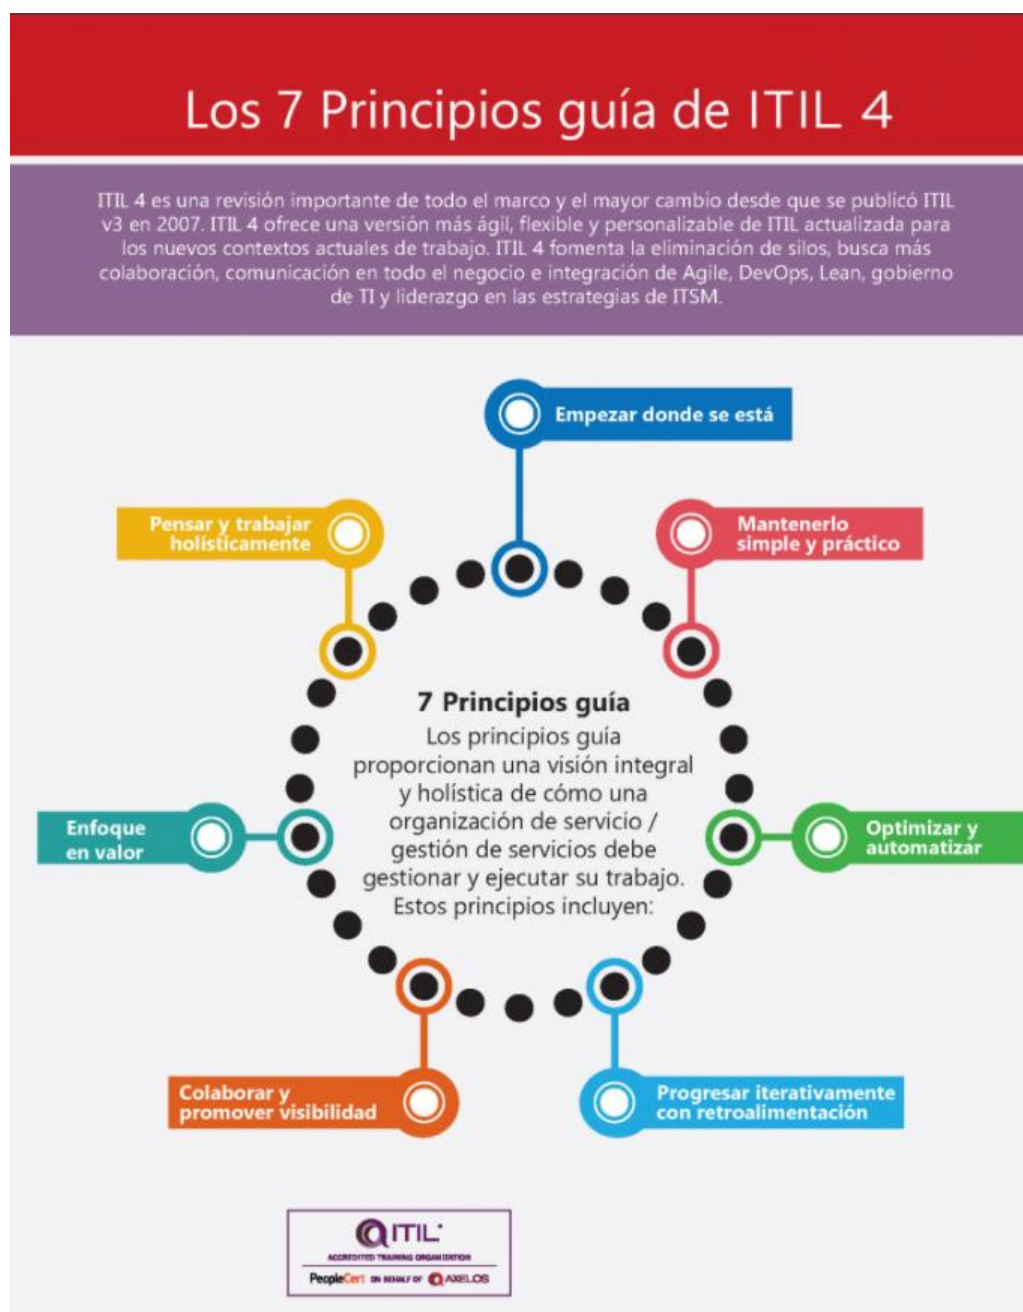 Los 7 Principios guía de ITIL 4
ITIL 4 es una revisión importante de todo el marco y el mayor cambio desde que se publicó ITIL
v3 en 2007. ITIL 4 ofrece una versión más ágil, flexible y personalizable de ITIL actualizada para
los nuevos contextos actuales de trabajo. ITIL 4 fomenta la eliminación de silos, busca más
colaboración, comunicación en todo el negocio e integración de Agile, DevOps, Lean, gobierno
de TI y liderazgo en las estrategias de ITSM.
Empezar donde se está
Pensar y trabajar
holísticamente
Mantenerlo
simple y práctico
7 Principios guía
Los principios guía
proporcionan una visión integral
y holística de cómo una
organización de servicio /
gestión de servicios debe
gestionar y ejecutar su trabajo.
Estos principios incluyen:
Enfoque
en valor
Optimizar y
automatizar
Colaborar y
promover visibilidad
Progresar iterativamente
con retroalimentación
ITIL
ACCREDITED TRAINING ORGANIZATION
PeopleCert ON BEHALF OF AXELOS